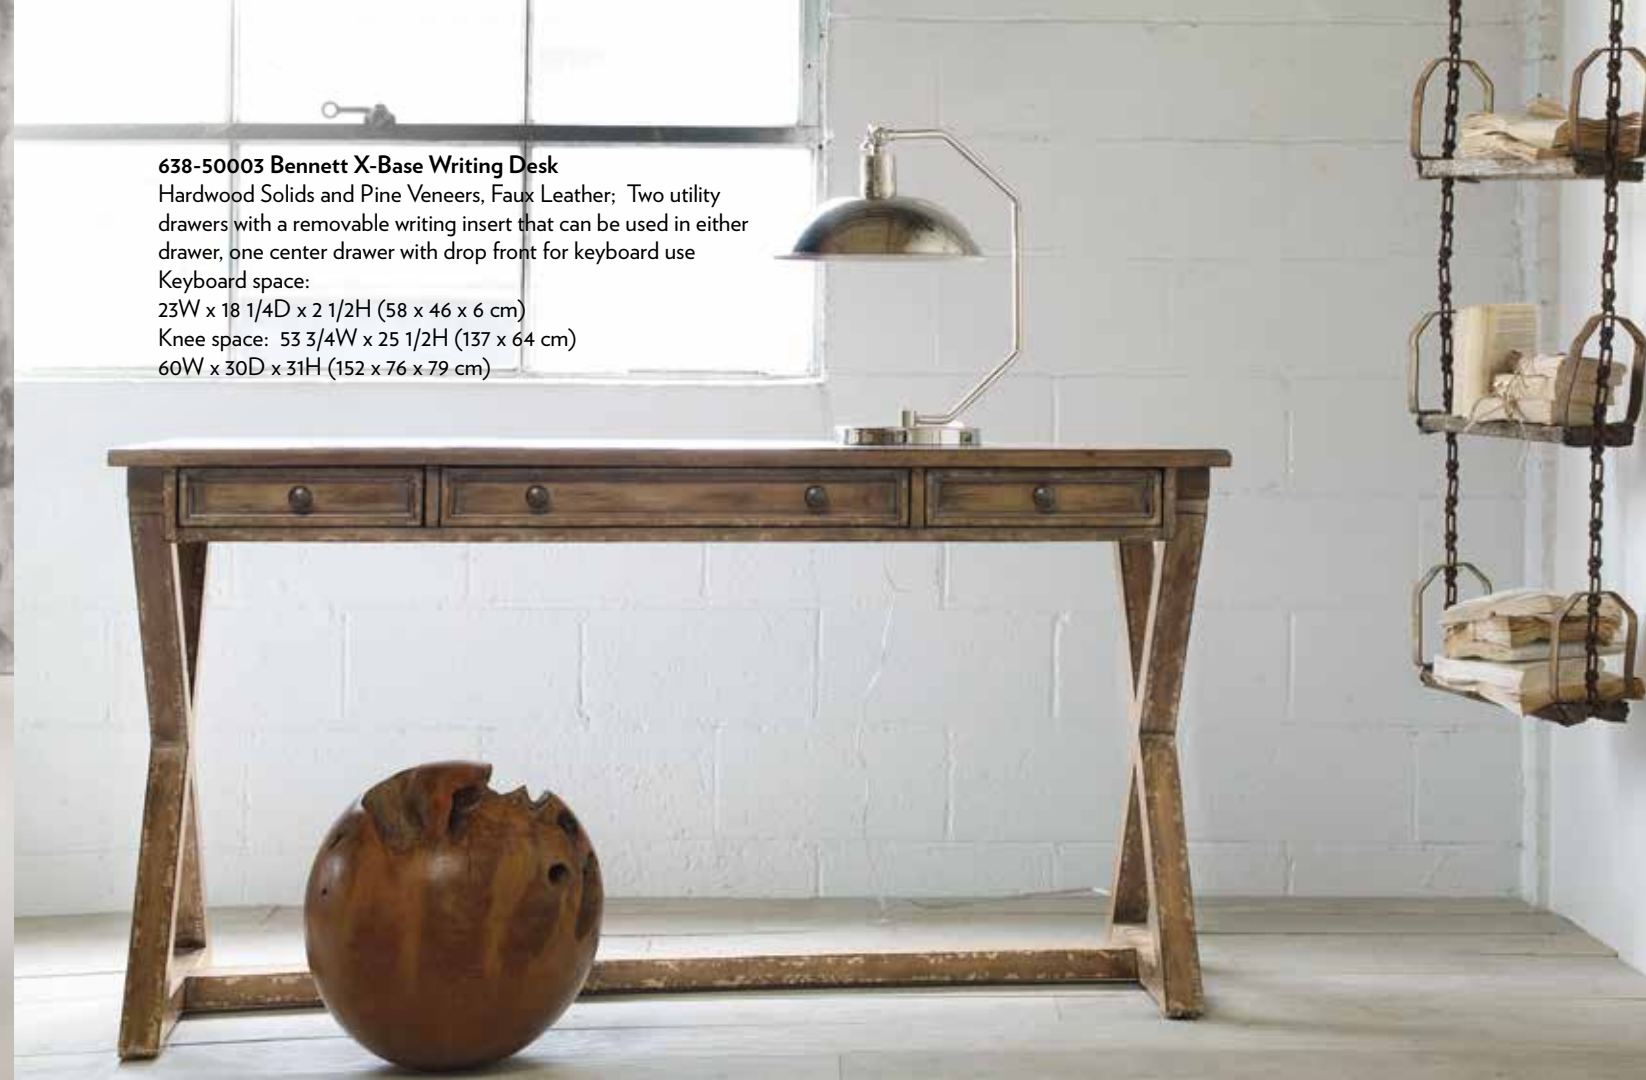 638-50003 Bennett X-Base Writing Desk
Hardwood Solids and Pine Veneers, Faux Leather;  Two utility
drawers with a removable writing insert that can be used in either
drawer, one center drawer with drop front for keyboard use
Keyboard space:
23W x 18 1/4D x 2 1/2H (58 x 46 x 6 cm)
Knee space:  53 3/4W x 25 1/2H (137 x 64 cm)
60W x 30D x 31H (152 x 76 x 79 cm)